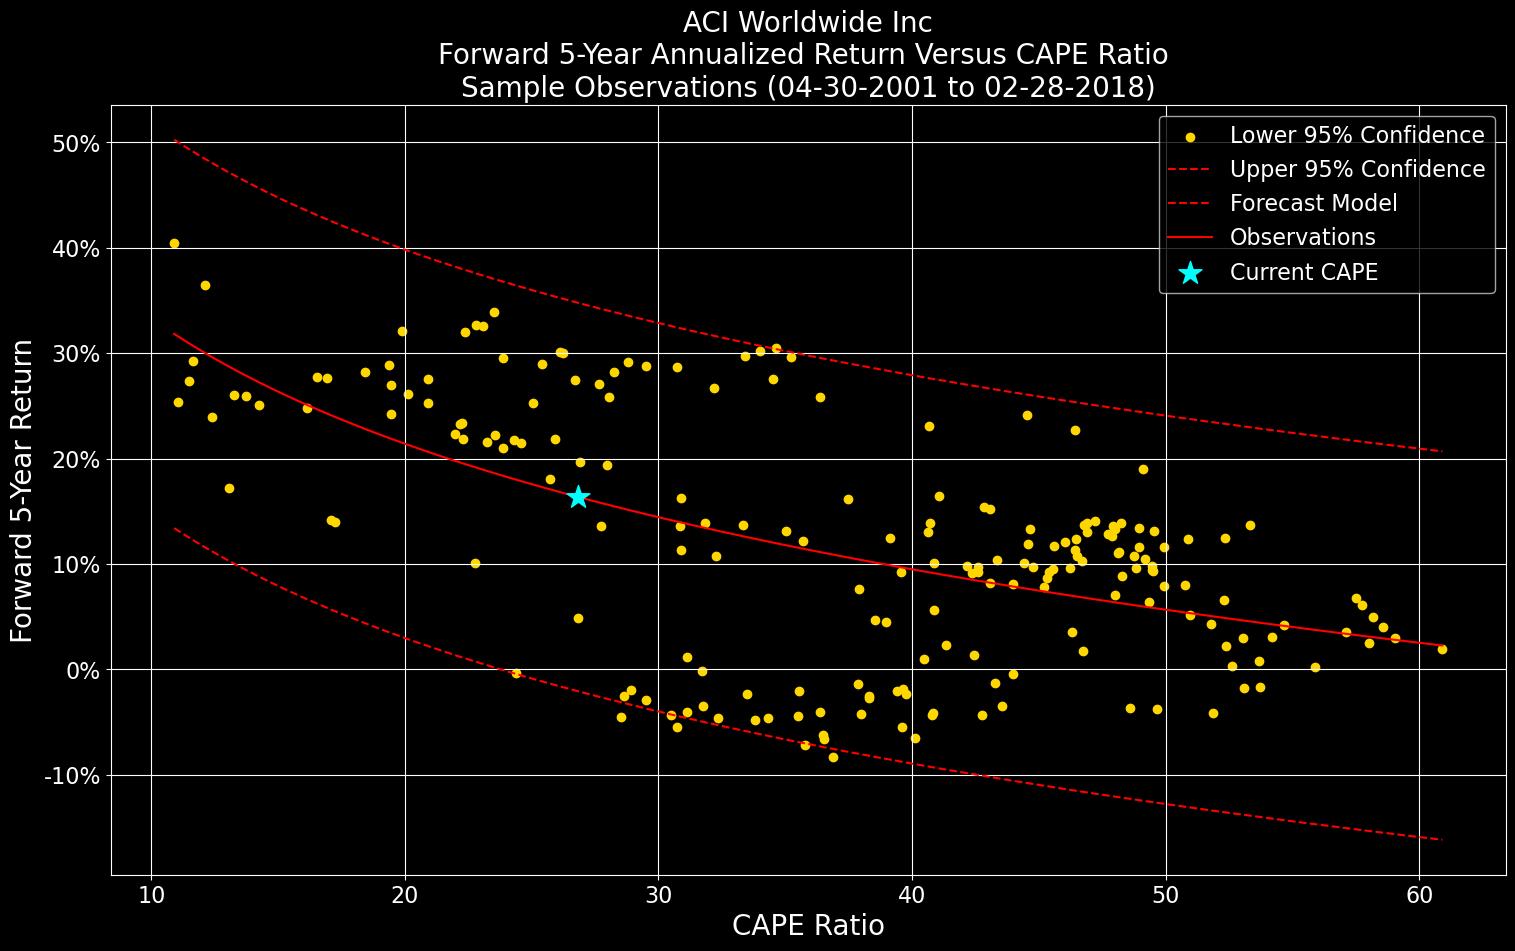 ACI Worldwide Inc
Forward 5-Year Annualized Return Versus CAPE Ratio
Sample Observations (04-30-2001 to 02-28-2018)
Lower 95% Confidence
Upper 95% Confidence
Forecast Model
Observations
Current CAPE
Forward 5-Year Return
50%
40%
30%
20%
10%
0%
-10%
10 20 30 40 50 60
CAPE Ratio